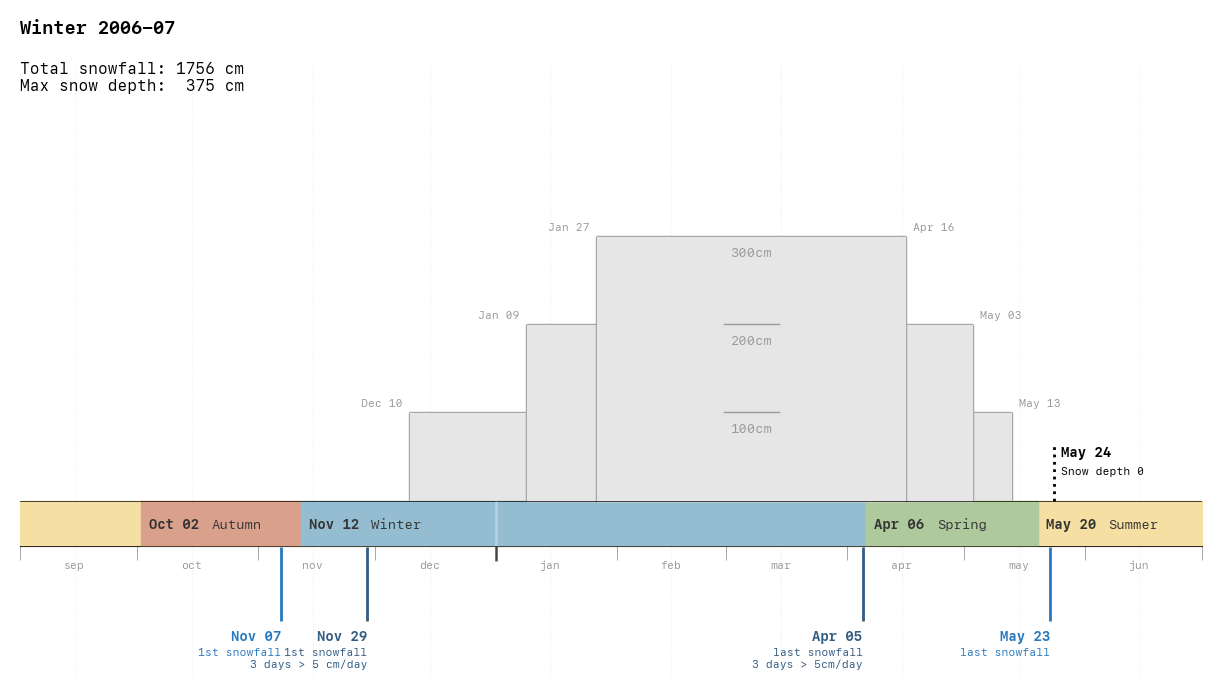 Winter 2006–07
Total snowfall: 1756 cm
Max snow depth: 375 cm
Jan 27
Apr 16
300cm
Jan 09
May 03
200cm
Dec 10
May 13
100cm
May 24
Snow depth 0
Oct 02 Autumn
Nov 12 Winter
Apr 06 Spring
May 20 Summer
sep
oct
nov
dec
jan
feb
mar
apr
may
jun
Nov 07
1st snowfall
Nov 29
1st snowfall
3 days > 5 cm/day
Apr 05
last snowfall
3 days > 5cm/day
May 23
last snowfall